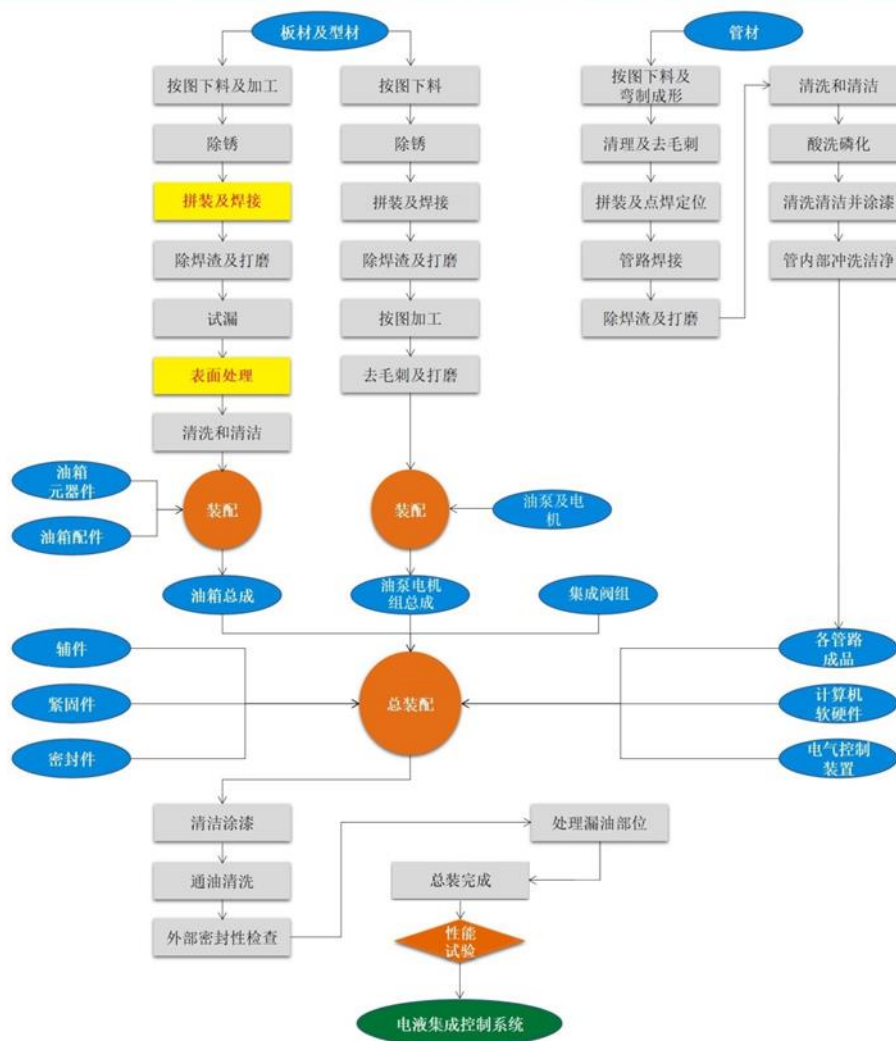 板材及型材
管材
按图下料及加工
除锈
拼装及焊接
除焊渣及打磨
试漏
表面处理
清洗和清洁
按图下料
除锈
拼装及焊接
除焊渣及打磨
按图加工
去毛刺及打磨
按图下料及
弯制成形
清理及去毛刺
拼装及点焊定位
管路焊接
除焊渣及打磨
清洗和清洁
酸洗磷化
清洗清洁并涂漆
管内部冲洗洁净
油箱
元器件
油箱配件
装配
装配
油泵及电
机
油箱总成
油泵电机
组总成
集成阀组
辅件
紧固件
密封件
总装配
各管路
成品
计算机
软硬件
电气控制
装置
清洁涂漆
通油清洗
外部密封性检查
处理漏油部位
总装完成
性能
试验
电液集成控制系统